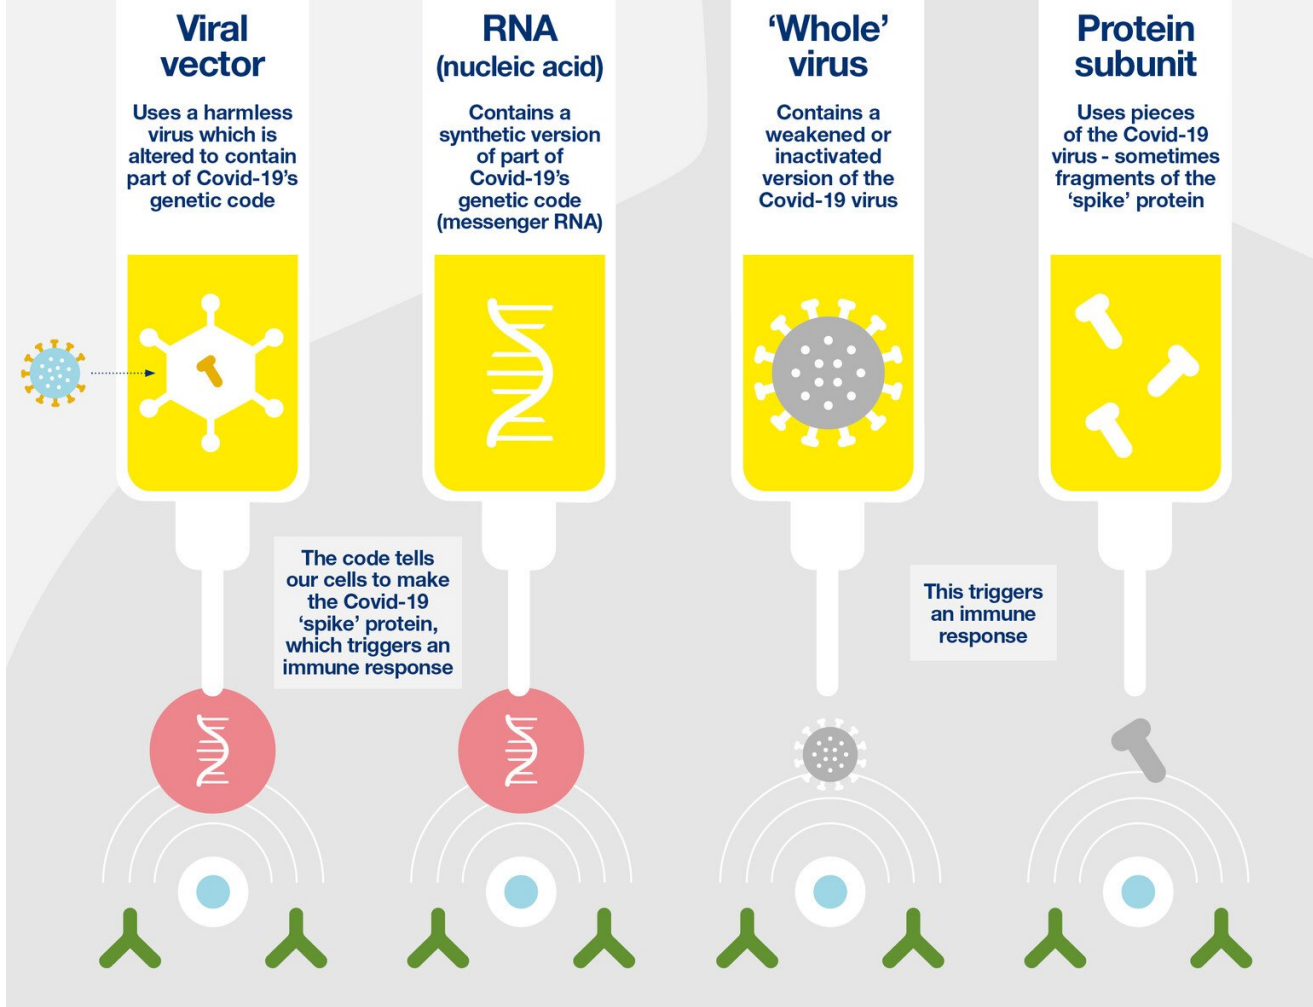 Viral
vector
Uses a harmless
virus which is
altered to contain
part of Covid-19's
genetic code
RNA
(nucleic acid)
Contains a
synthetic version
of part of
Covid-19's
genetic code
(messenger RNA)
‘Whole’
virus
Contains a
weakened or
inactivated
version of the
Covid-19 virus
Protein
subunit
Uses pieces
of the Covid-19
virus - sometimes
fragments of the
‘spike’ protein
The code tells
our cells to make
the Covid-19
‘spike’ protein,
which triggers an
immune response
This triggers
an immune
response